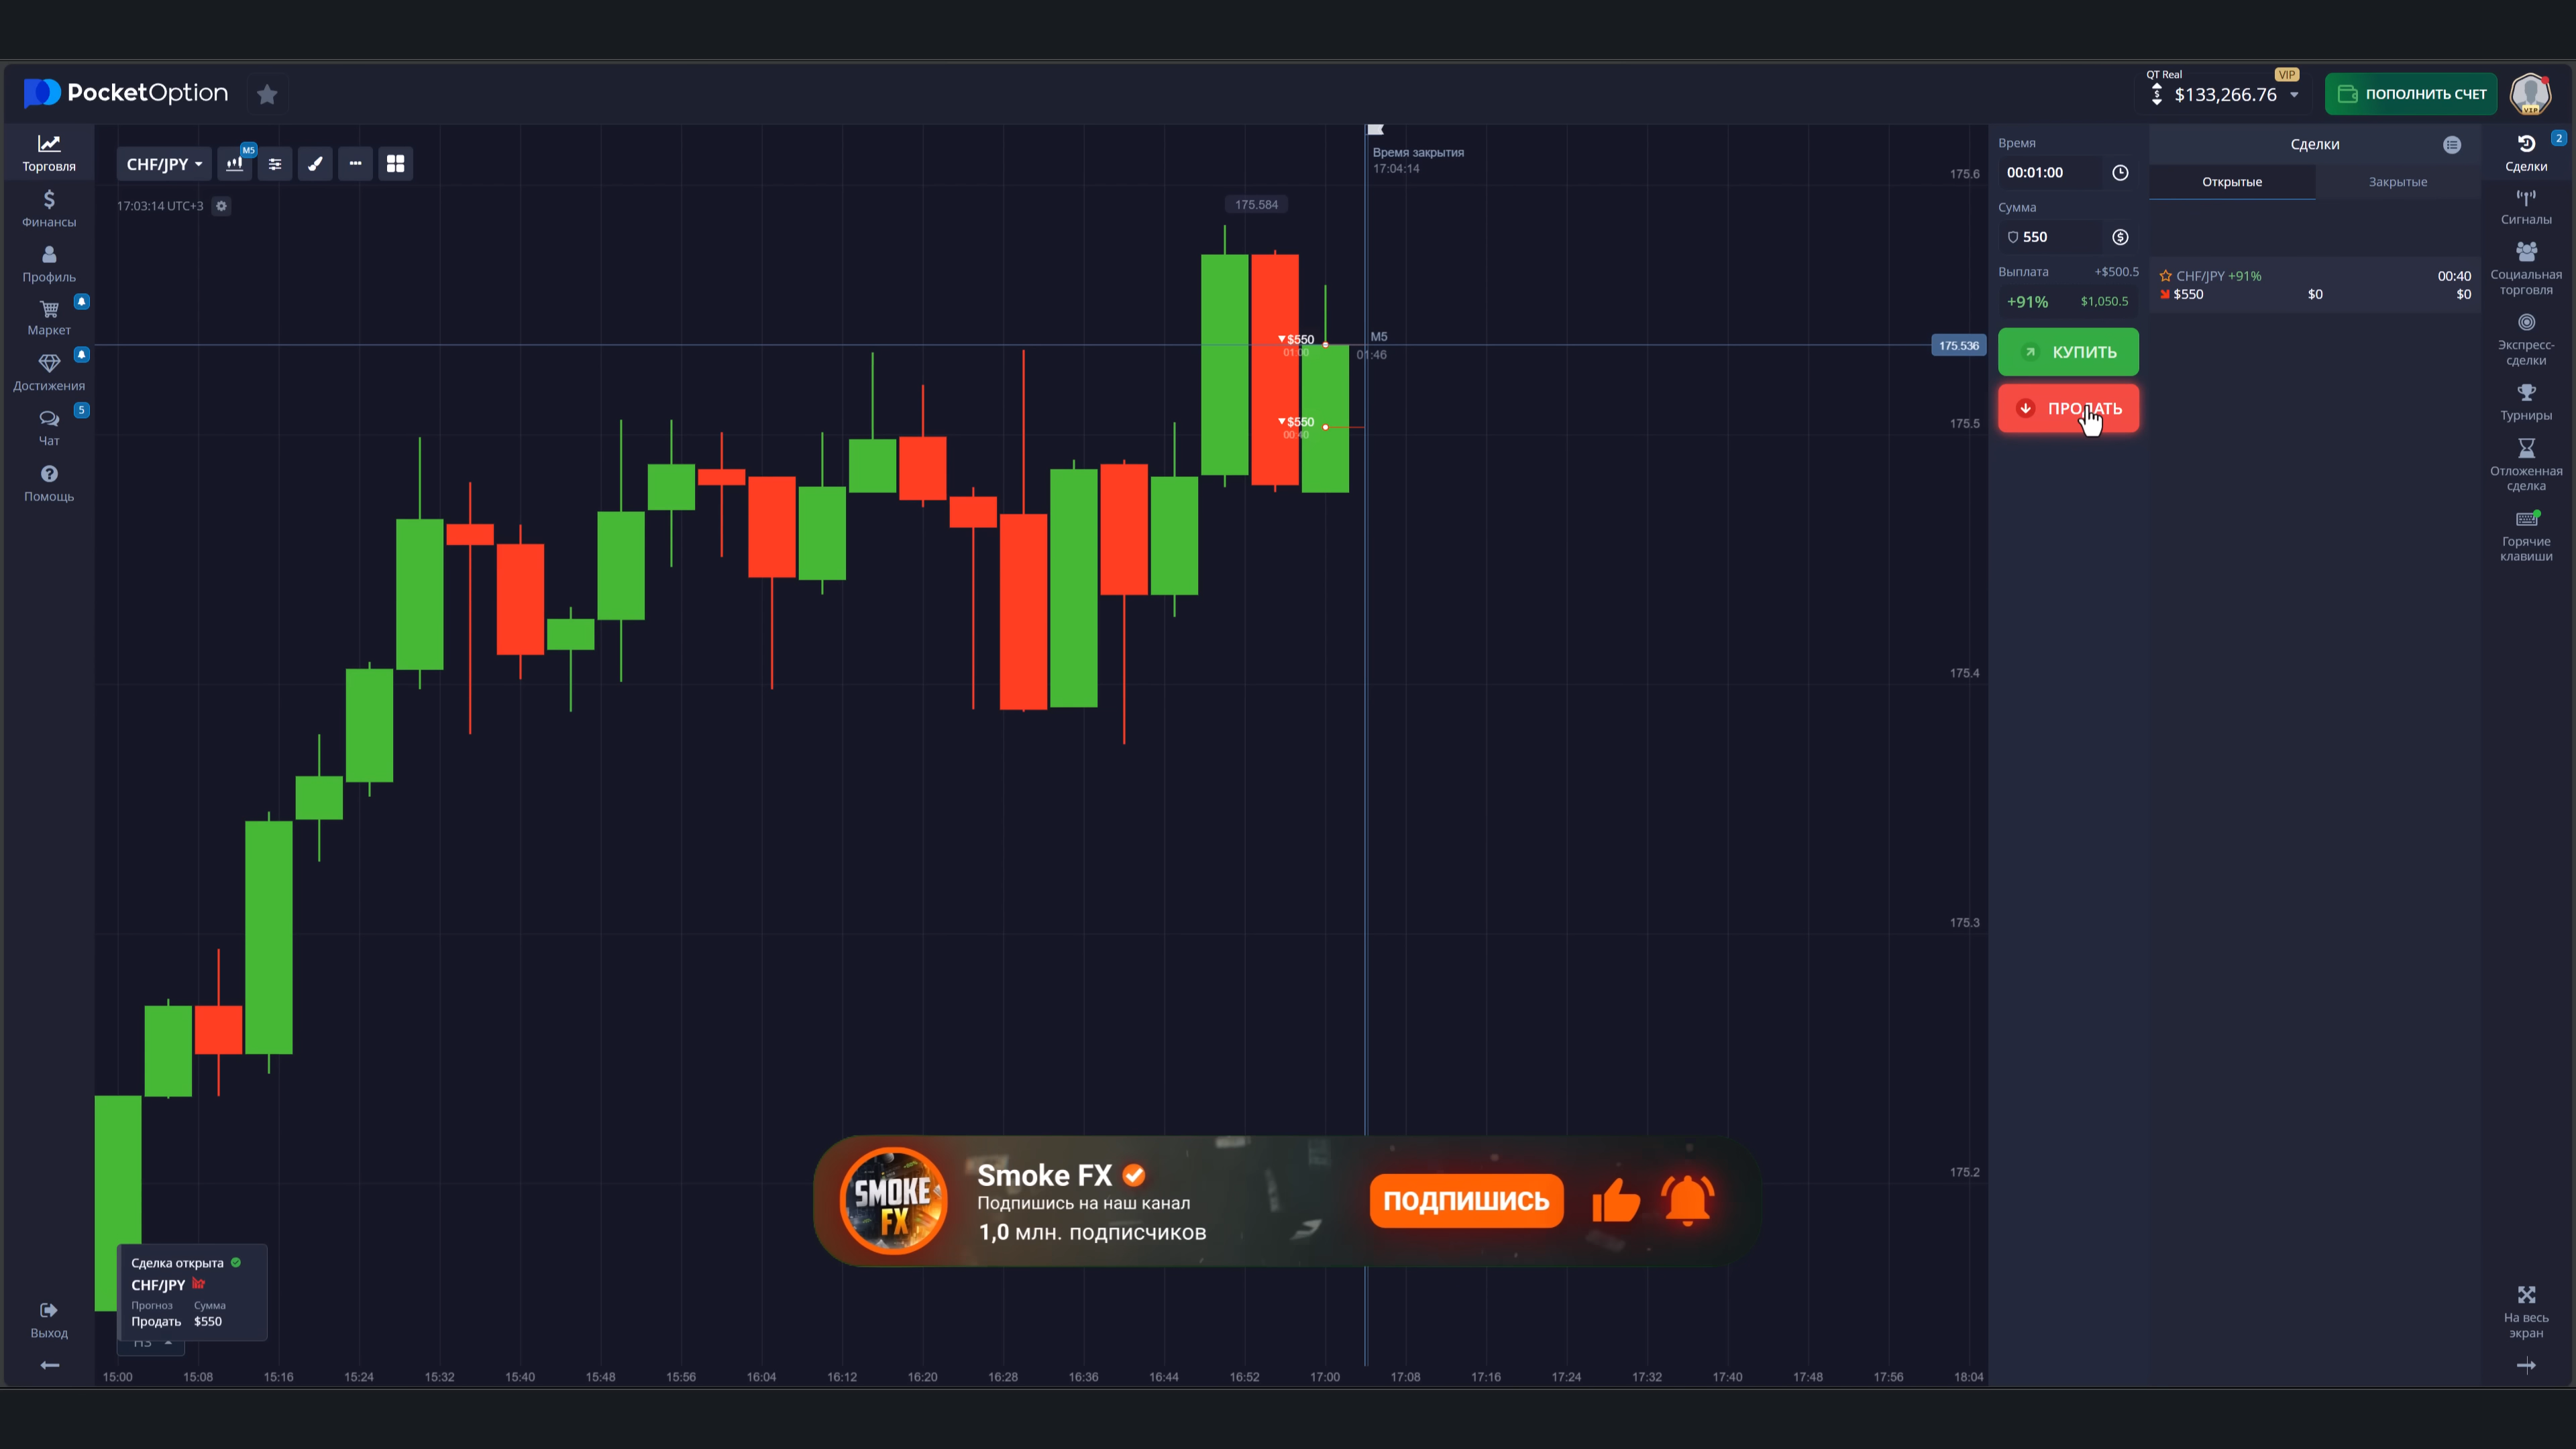 PocketOption
QT Real
VIP
$133,266.76
ПОПОЛНИТЬ СЧЕТ
VIP
Торговля
Финансы
Профиль
Маркет
Достижения
5
Чат
Помощь
Выход
CHF/JPY
M5
17:03:14 UTC+3
Время закрытия
17:04:14
175.584
M5
01:46
▼$550
01:00
▼$550
00:40
175.6
175.536
175.5
175.4
175.3
175.2
Время
00:01:00
Сумма
550
Выплата +$500.5
+91% $1,050.5
КУПИТЬ
ПРОДАТЬ
Сделки
Открытые Закрытые
CHF/JPY +91% 00:40
$550 $0 $0
2
Сделки
Сигналы
Социальная
торговля
Экспресс-
сделки
Турниры
Отложенная
сделка
Горячие
клавиши
На весь
экран
SMOKE
FX
Smoke FX
Подпишись на наш канал
1,0 млн. подписчиков
ПОДПИШИСЬ
Сделка открыта
CHF/JPY
Прогноз Сумма
Продать $550
15:00 15:08 15:16 15:24 15:32 15:40 15:48 15:56 16:04 16:12 16:20 16:28 16:36 16:44 16:52 17:00 17:08 17:16 17:24 17:32 17:40 17:48 17:56 18:04